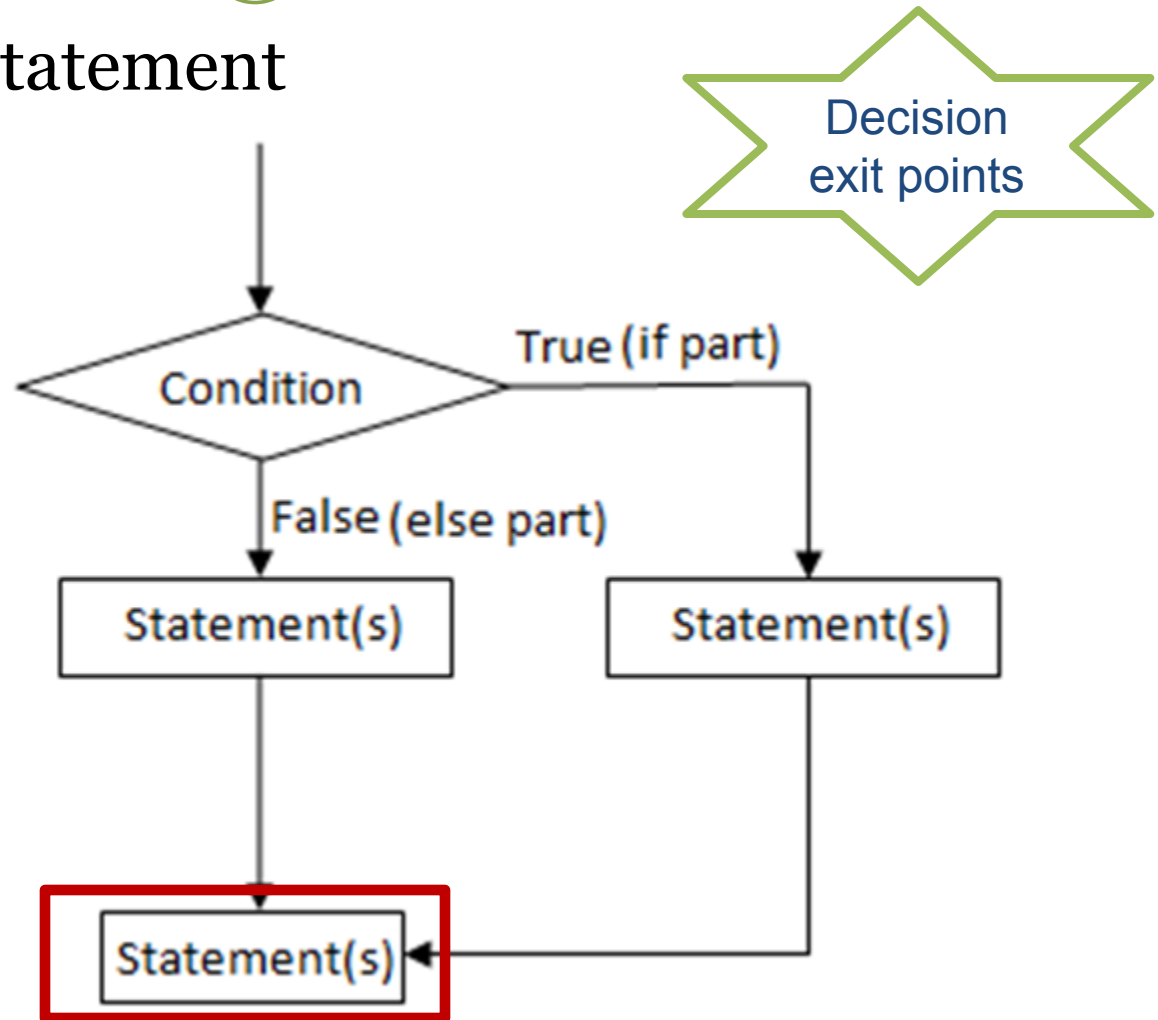 tatement
Decision
exit points
True (if part)
Condition
False (else part)
Statement(s)
Statement(s)
Statement(s)